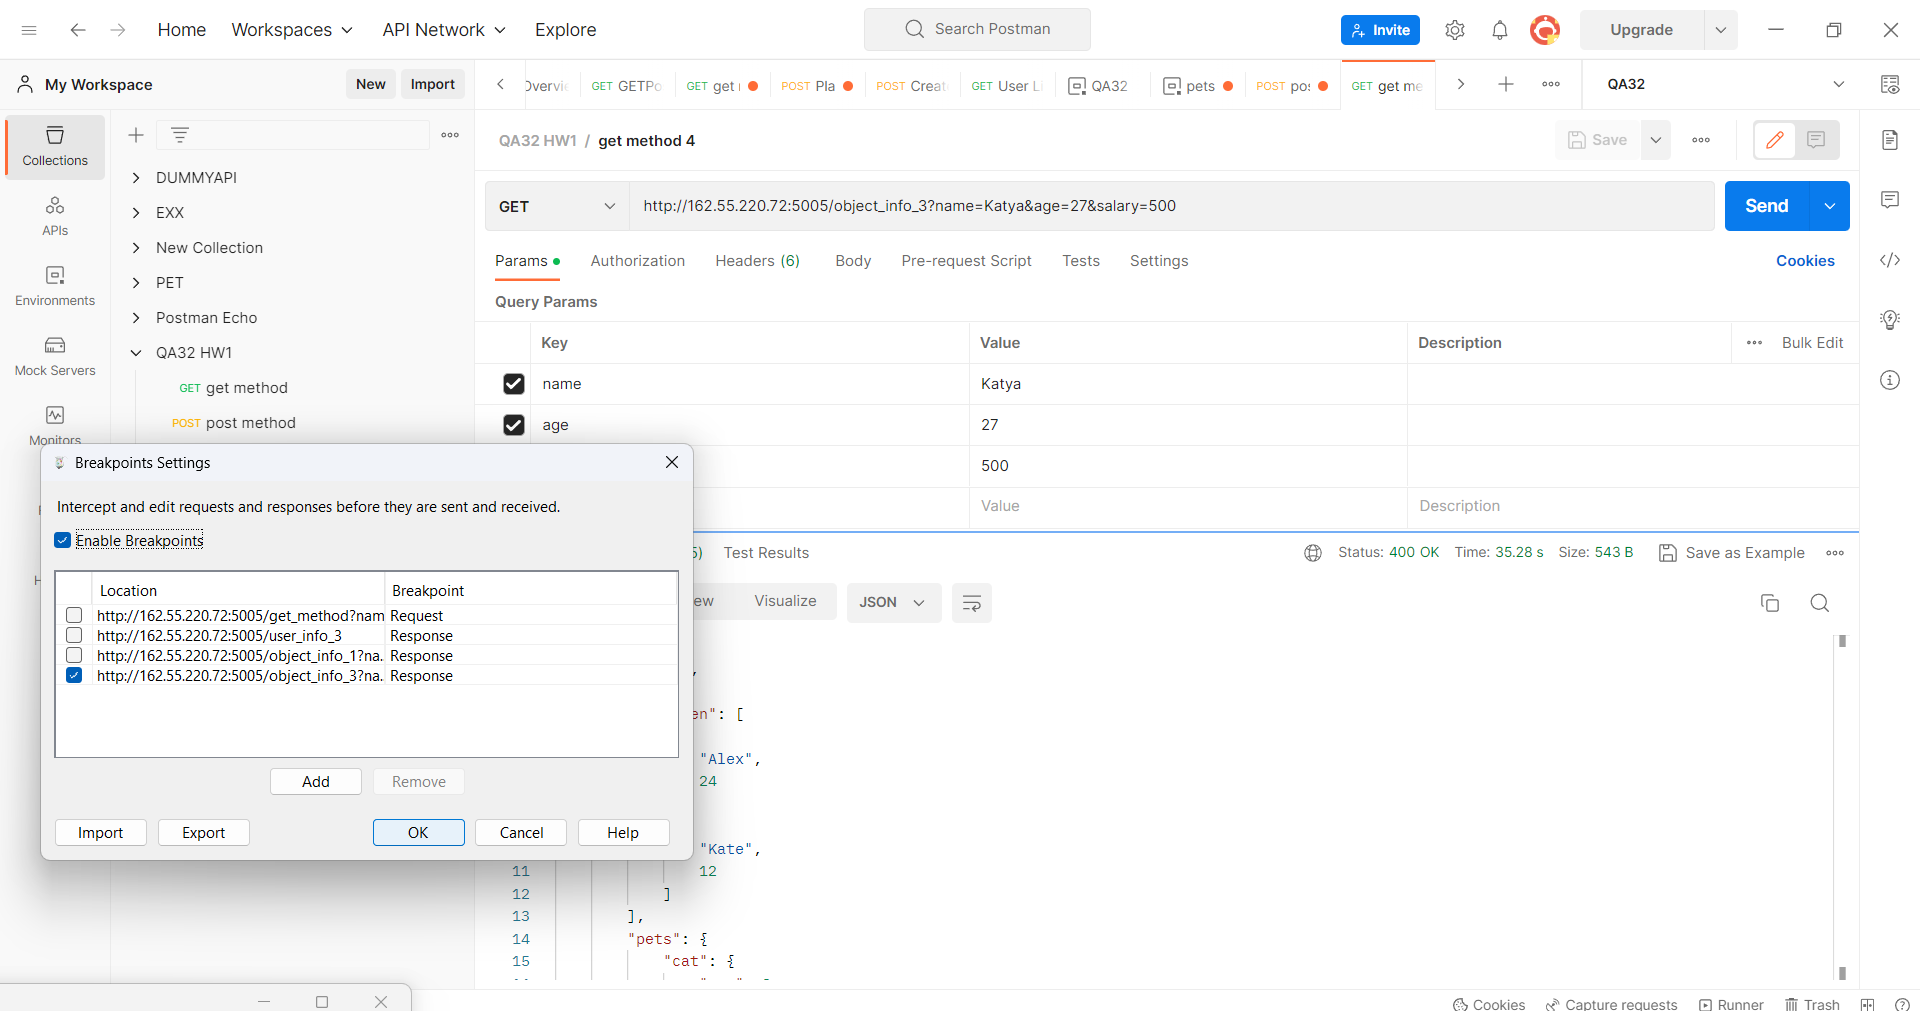 Home Workspaces API Network Explore Search Postman Invite Upgrade
My Workspace New Import
Overvie GET GETPo GET get POST Pla POST Creat GET User L QA32 pets POST pos GET get me QA32
Collections
APIs
Environments
Mock Servers
Monitors
DUMMYAPI
EXX
New Collection
PET
Postman Echo
QA32 HW1
GET get method
POST post method
QA32 HW1 / get method 4 Save
GET http://162.55.220.72:5005/object_info_3?name=Katya&age=27&salary=500 Send
Params Authorization Headers (6) Body Pre-request Script Tests Settings Cookies
Query Params
Key Value Description Bulk Edit
name Katya
age 27
500
Value Description
Breakpoints Settings
Intercept and edit requests and responses before they are sent and received.
Enable Breakpoints
Location Breakpoint
http://162.55.220.72:5005/get_method?nam Request
http://162.55.220.72:5005/user_info_3 Response
http://162.55.220.72:5005/object_info_1?na. Response
http://162.55.220.72:5005/object_info_3?na. Response
Add Remove
Import Export OK Cancel Help
5) Test Results Status: 400 OK Time: 35.28 s Size: 543 B Save as Example
ew Visualize JSON
,
en": [
"Alex",
24
"Kate",
11 12
12 ]
13 ],
14 "pets": {
15 "cat": {
Cookies Capture requests Runner Trash